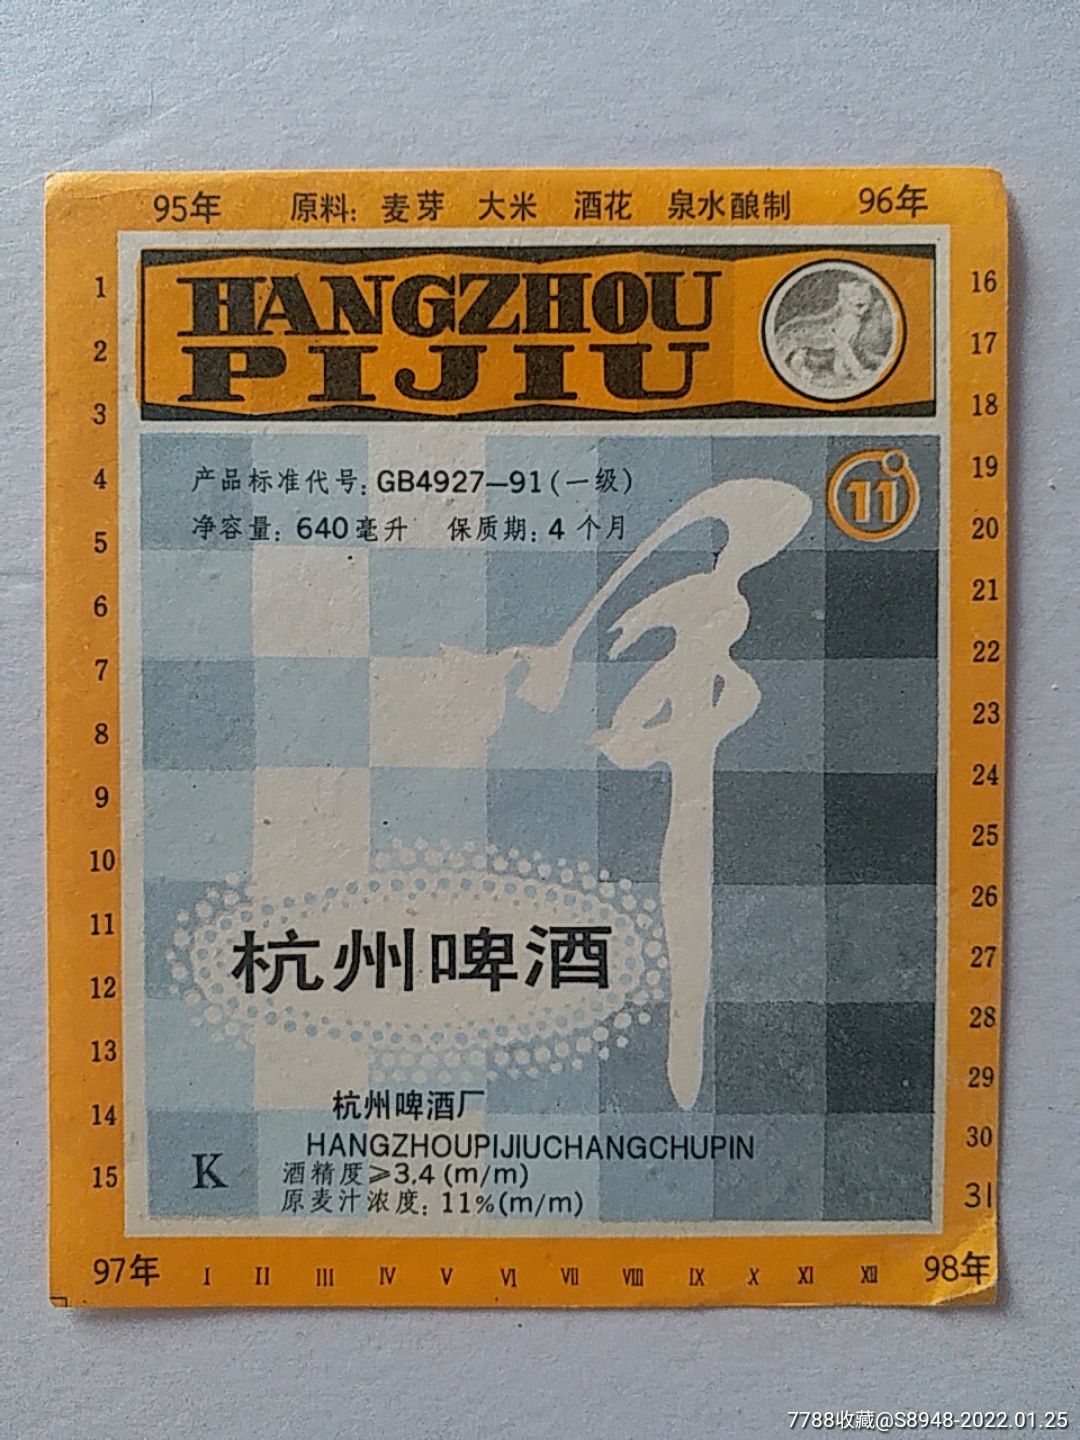 95年 原料: 麦芽 大米 酒花 泉水酿制 96年
HANGZHOU
PIJIU
产品标准代号: GB4927—91(一级)
净容量: 640毫升 保质期: 4个月
11°
杭州啤酒
杭州啤酒厂
HANGZHOUPIJIUCHANGCHUPIN
K
酒精度≥3.4(m/m)
原麦汁浓度: 11%(m/m)
1
2
3
4
5
6
7
8
9
10
11
12
13
14
15
16
17
18
19
20
21
22
23
24
25
26
27
28
29
30
31
97年 I II III IV V VI VII VIII IX X XI XII 98年
7788收藏@S8948-2022.01.25